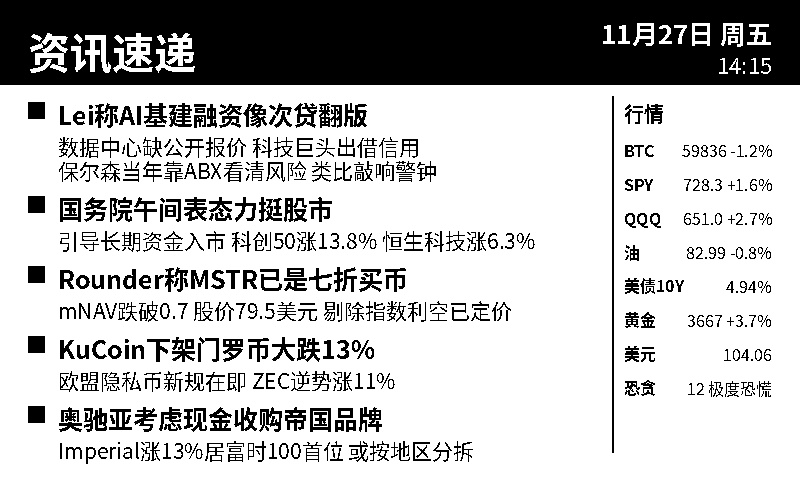 资讯速递
11月27日 周五
14:15
Lei称AI基建融资像次贷翻版
数据中心缺公开报价 科技巨头出借信用
保尔森当年靠ABX看清风险 类比敲响警钟
国务院午间表态力挺股市
引导长期资金入市 科创50涨13.8% 恒生科技涨6.3%
Rounder称MSTR已是七折买币
mNAV跌破0.7 股价79.5美元 剔除指数利空已定价
KuCoin下架门罗币大跌13%
欧盟隐私币新规在即 ZEC逆势涨11%
奥驰亚考虑现金收购帝国品牌
Imperial涨13%居富时100首位 或按地区分拆
行情
BTC 59836 -1.2%
SPY 728.3 +1.6%
QQQ 651.0 +2.7%
油 82.99 -0.8%
美债10Y 4.94%
黄金 3667 +3.7%
美元 104.06
恐贪 12 极度恐慌